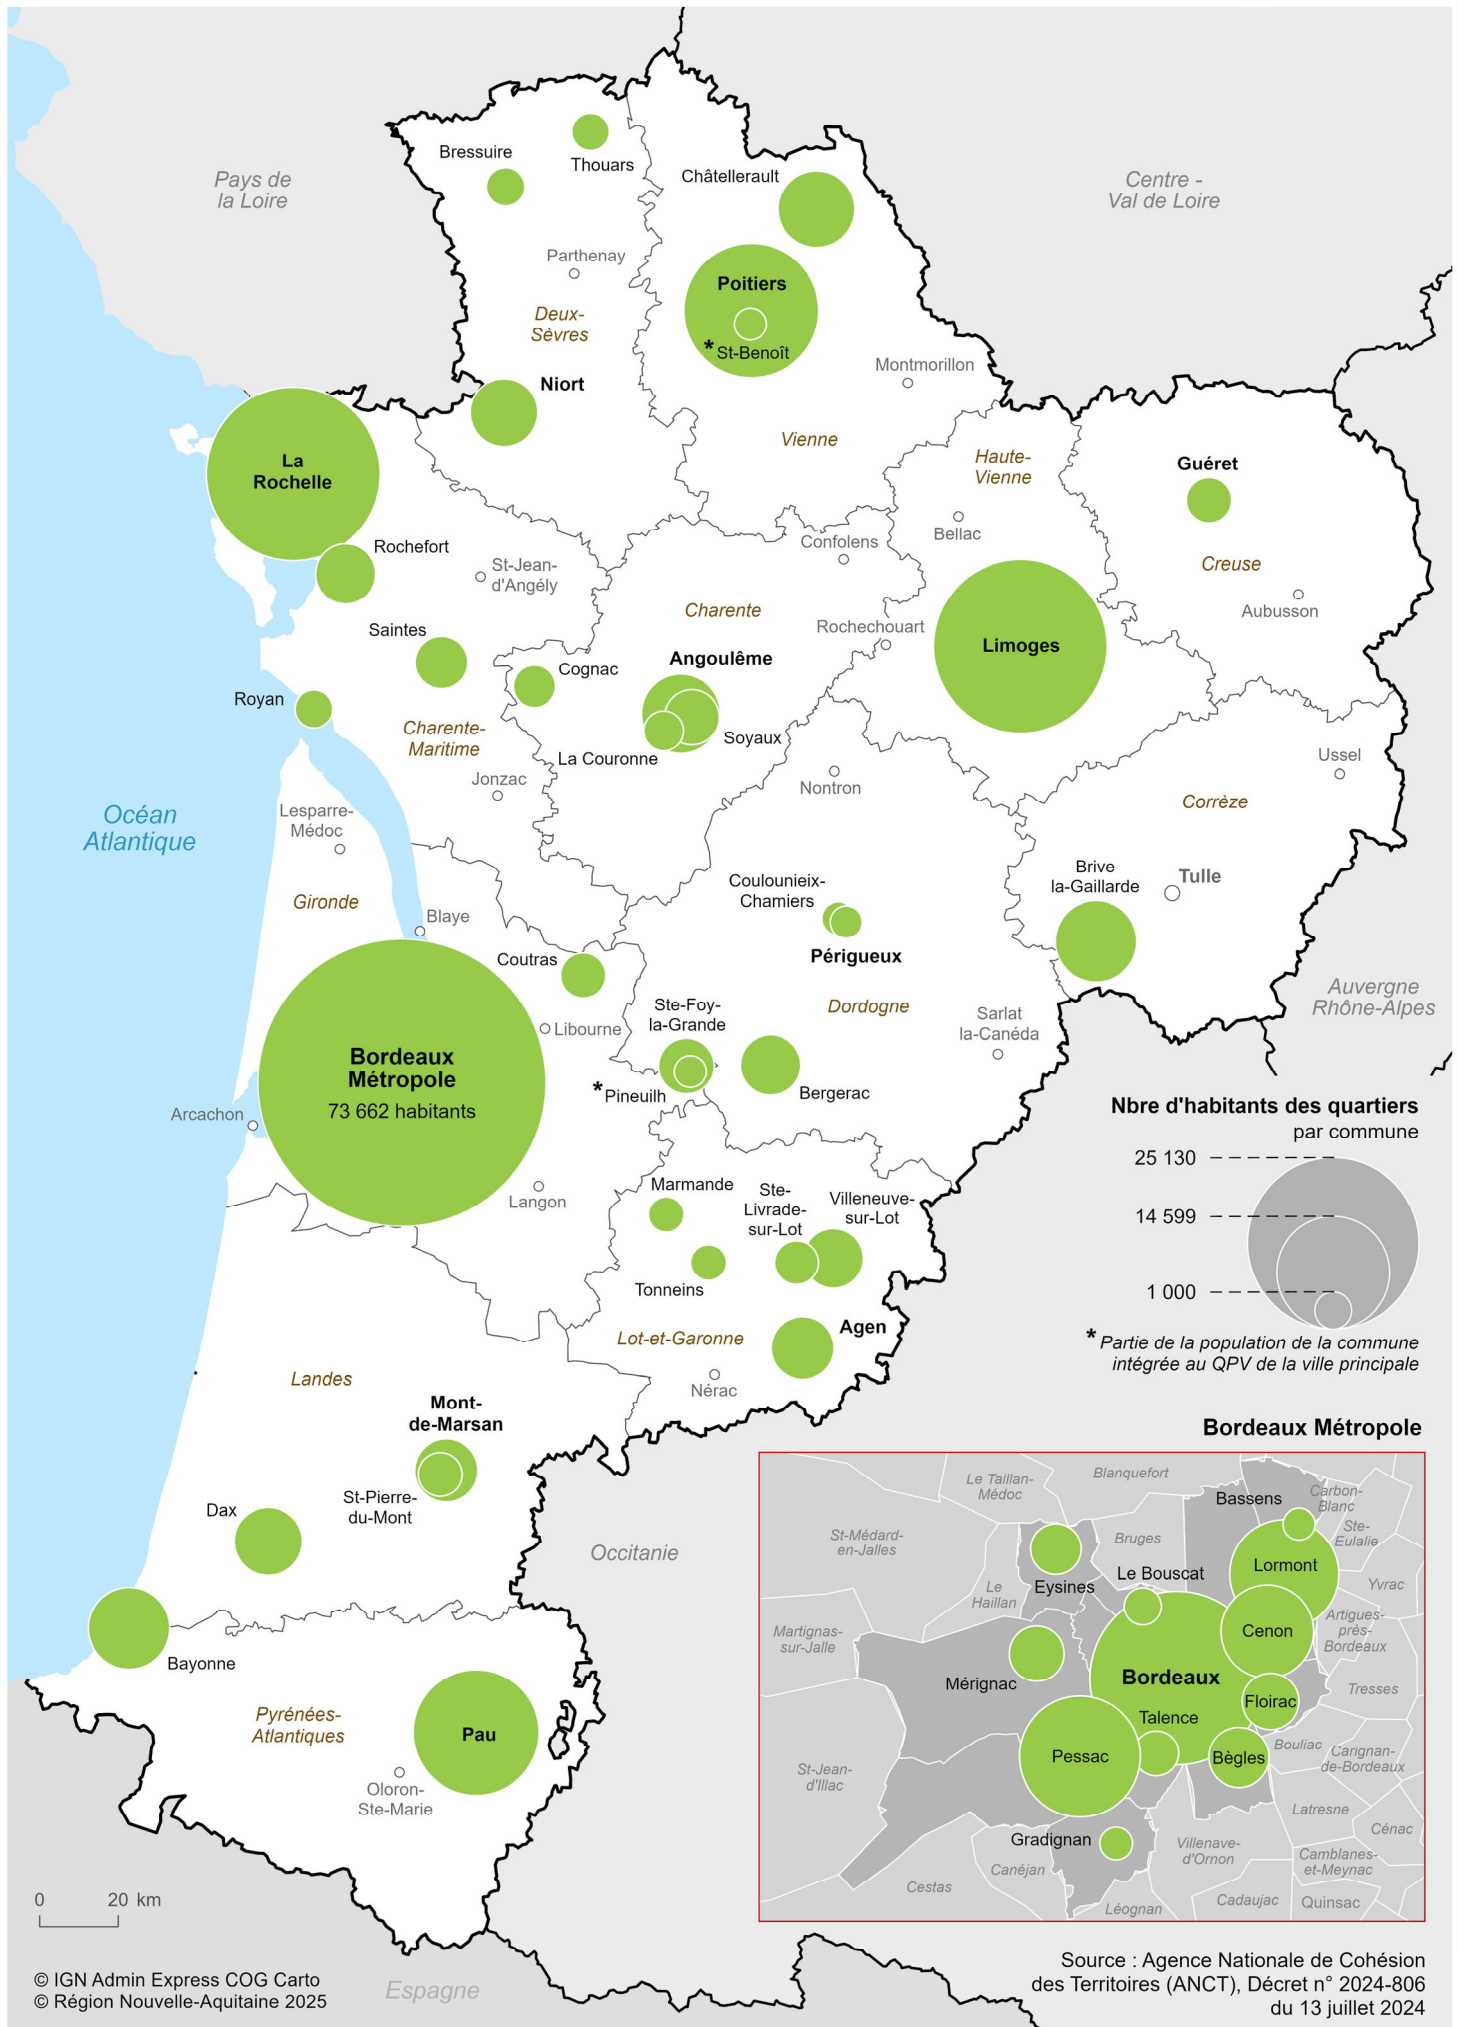 Pays de
la Loire
Centre -
Val de Loire
Bressuire
Thouars
Châtellerault
Parthenay
Deux-
Sèvres
Poitiers
* St-Benoît
Montmorillon
Niort
Vienne
Haute-
Vienne
Guéret
La
Rochelle
Bellac
Confolens
Creuse
Rochefort
St-Jean-
d'Angély
Aubusson
Charente
Rochechouart
Saintes
Limoges
Angoulême
Cognac
Royan
Charente-
Maritime
Soyaux
La Couronne
Ussel
Jonzac
Nontron
Corrèze
Océan
Atlantique
Lesparre-
Médoc
Brive
la-Gaillarde
Tulle
Coulounieix-
Chamiers
Gironde
Blaye
Périgueux
Coutras
Auvergne
Rhône-Alpes
Ste-Foy-
la-Grande
Dordogne
Sarlat
la-Canéda
Libourne
Bordeaux
Métropole
73 662 habitants
* Pineuilh
Bergerac
Arcachon
Nbre d'habitants des quartiers
par commune
25 130
14 599
1 000
* Partie de la population de la commune
intégrée au QPV de la ville principale
Langon
Marmande
Ste-
Livrade-
sur-Lot
Villeneuve-
sur-Lot
Tonneins
Agen
Lot-et-Garonne
Nérac
Landes
Mont-
de-Marsan
St-Pierre-
du-Mont
Dax
Occitanie
Bayonne
Pyrénées-
Atlantiques
Pau
Oloron-
Ste-Marie
Bordeaux Métropole
Le Taillan-
Médoc
Blanquefort
Bassens
Carbon-
Blanc
St-Médard-
en-Jalles
Bruges
Ste-
Eulalie
Eysines
Le Bouscat
Lormont
Yvrac
Le
Haillan
Martignas-
sur-Jalle
Cenon
Artigues-
près-
Bordeaux
Mérignac
Bordeaux
Floirac
Tresses
Talence
St-Jean-
d'Illac
Pessac
Bègles
Bouliac
Carignan-
de-Bordeaux
Latresne
Cénac
Gradignan
Canéjan
Villenave-
d'Ornon
Camblanes-
et-Meynac
Cestas
Léognan
Cadaujac
Quinsac
0 20 km
© IGN Admin Express COG Carto
© Région Nouvelle-Aquitaine 2025
Espagne
Source : Agence Nationale de Cohésion
des Territoires (ANCT), Décret n° 2024-806
du 13 juillet 2024